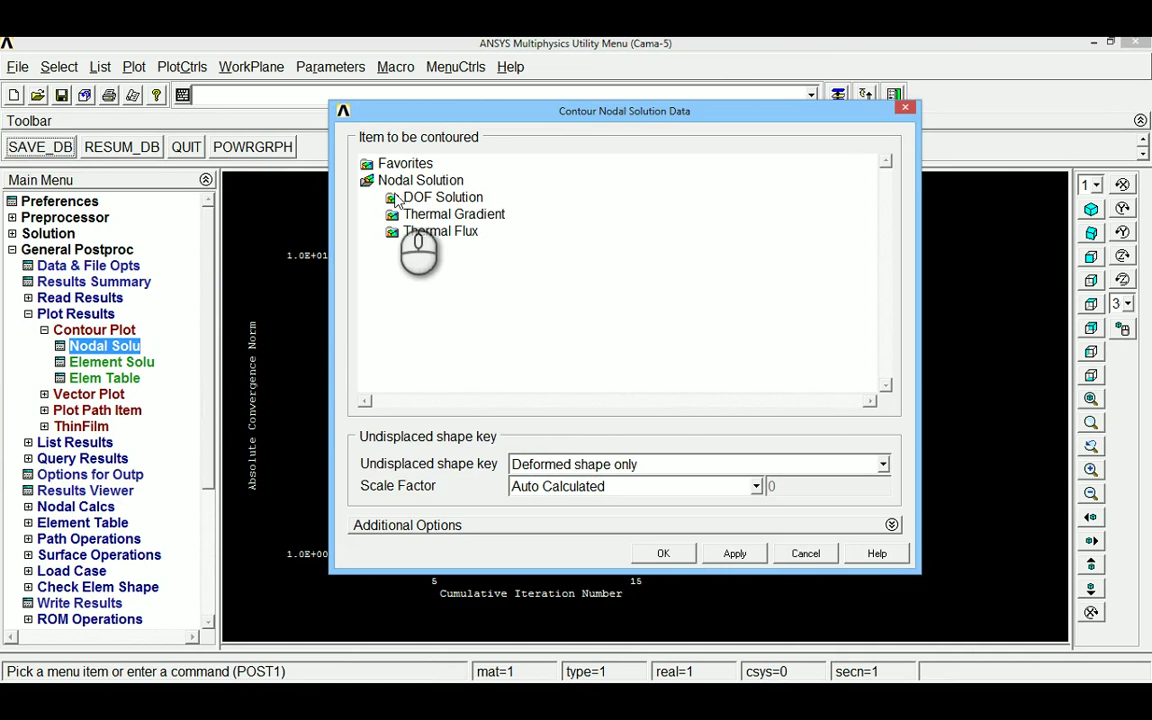 ANSYS Multiphysics Utility Menu (Cama-5)
File Select List Plot PlotCtrls WorkPlane Parameters Macro MenuCtrls Help
Toolbar
SAVE_DB RESUM_DB QUIT POWRGRPH
Main Menu
Preferences
Preprocessor
Solution
General Postproc
Data & File Opts
Results Summary
Read Results
Plot Results
Contour Plot
Nodal Solu
Element Solu
Elem Table
Vector Plot
Plot Path Item
ThinFilm
List Results
Query Results
Options for Outp
Results Viewer
Nodal Calcs
Element Table
Path Operations
Surface Operations
Load Case
Check Elem Shape
Write Results
ROM Operations
1.0E+01
Absolute Convergence Norm
1.0E+00
5 15
Cumulative Iteration Number
Contour Nodal Solution Data
Item to be contoured
Favorites
Nodal Solution
DOF Solution
Thermal Gradient
Thermal Flux
Undisplaced shape key
Undisplaced shape key Deformed shape only
Scale Factor Auto Calculated 0
Additional Options
OK Apply Cancel Help
1
3
Pick a menu item or enter a command (POST1) mat=1 type=1 real=1 csys=0 secn=1